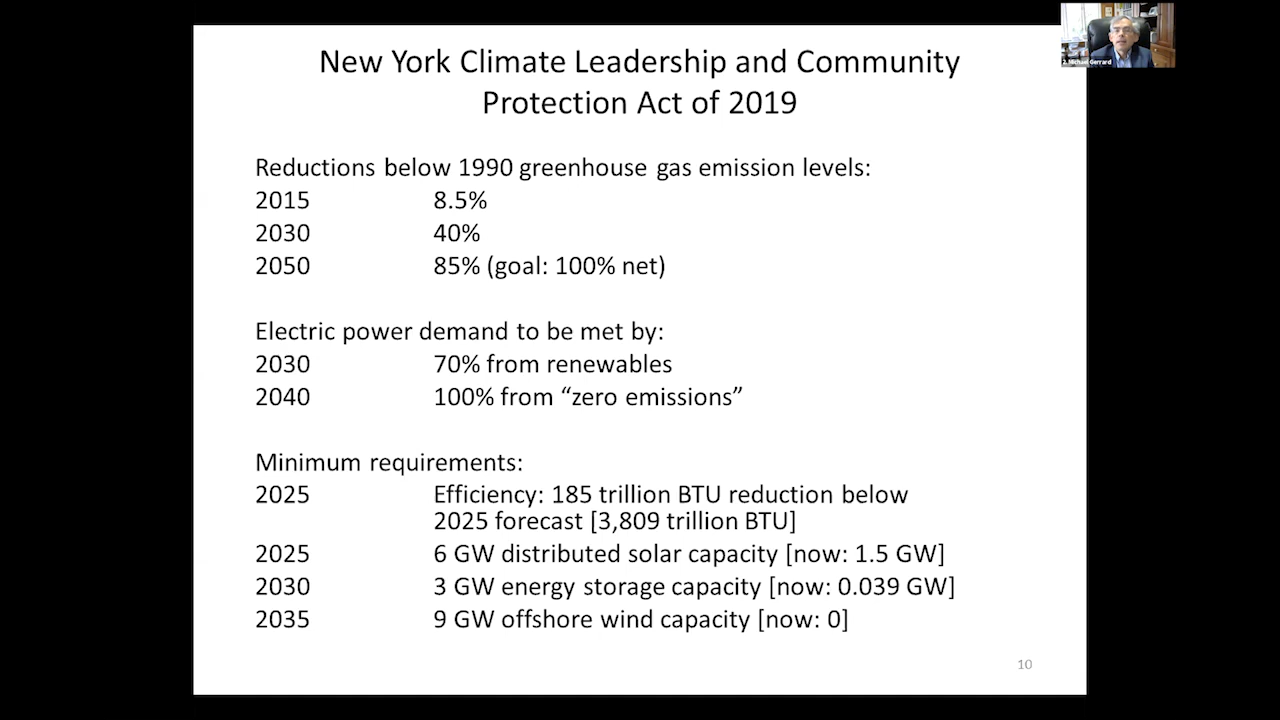 New York Climate Leadership and Community
Protection Act of 2019
Reductions below 1990 greenhouse gas emission levels:
2015 8.5%
2030 40%
2050 85% (goal: 100% net)
Electric power demand to be met by:
2030 70% from renewables
2040 100% from “zero emissions”
Minimum requirements:
2025 Efficiency: 185 trillion BTU reduction below
2025 forecast [3,809 trillion BTU]
2025 6 GW distributed solar capacity [now: 1.5 GW]
2030 3 GW energy storage capacity [now: 0.039 GW]
2035 9 GW offshore wind capacity [now: 0]
10
2. Michael Gerrard